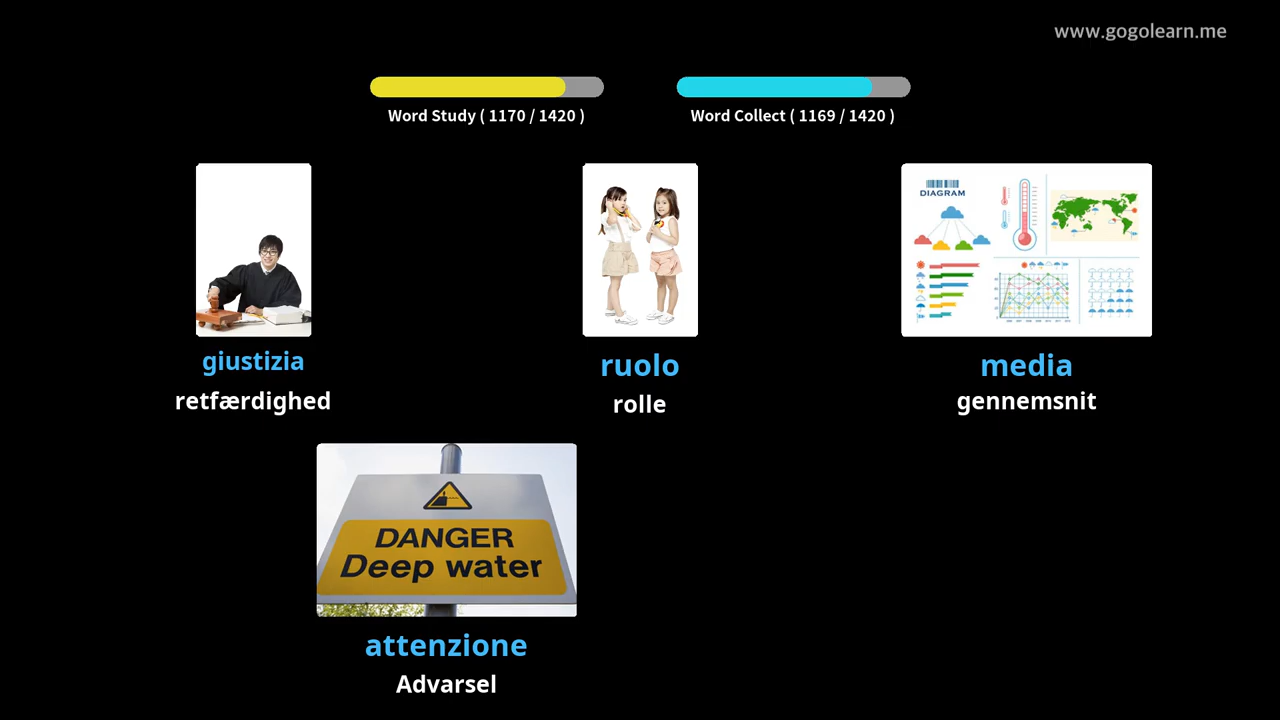 www.gogolearn.me
Word Study ( 1170 / 1420 )
Word Collect ( 1169 / 1420 )
DIAGRAM
giustizia
retfærdighed
ruolo
rolle
media
gennemsnit
DANGER
Deep water
attenzione
Advarsel